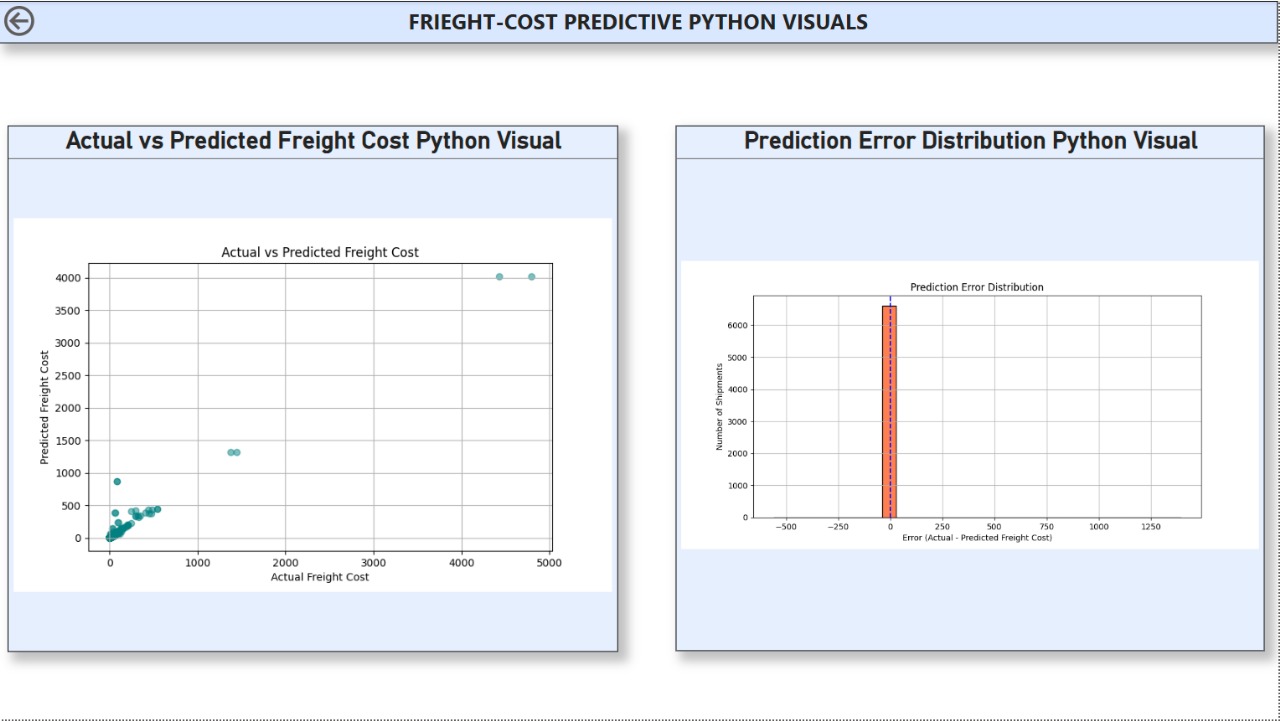 FRIEGHT-COST PREDICTIVE PYTHON VISUALS
Actual vs Predicted Freight Cost Python Visual
Actual vs Predicted Freight Cost
4000
3500
3000
2500
2000
1500
1000
500
0
Predicted Freight Cost
0 1000 2000 3000 4000 5000
Actual Freight Cost
Prediction Error Distribution Python Visual
Prediction Error Distribution
6000
5000
4000
3000
2000
1000
0
Number of Shipments
−500 −250 0 250 500 750 1000 1250
Error (Actual - Predicted Freight Cost)